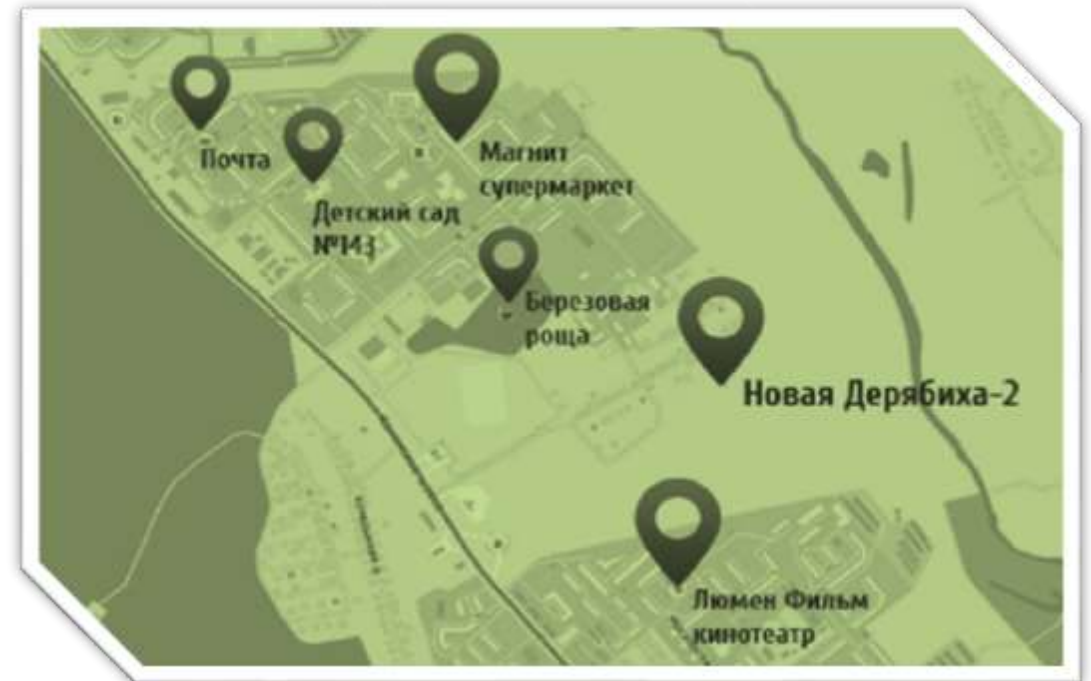 Почта
Магнит
супермаркет
Детский сад
№143
Березовая
роща
Новая Дерябиха-2
Люмен Фильм
кинотеатр